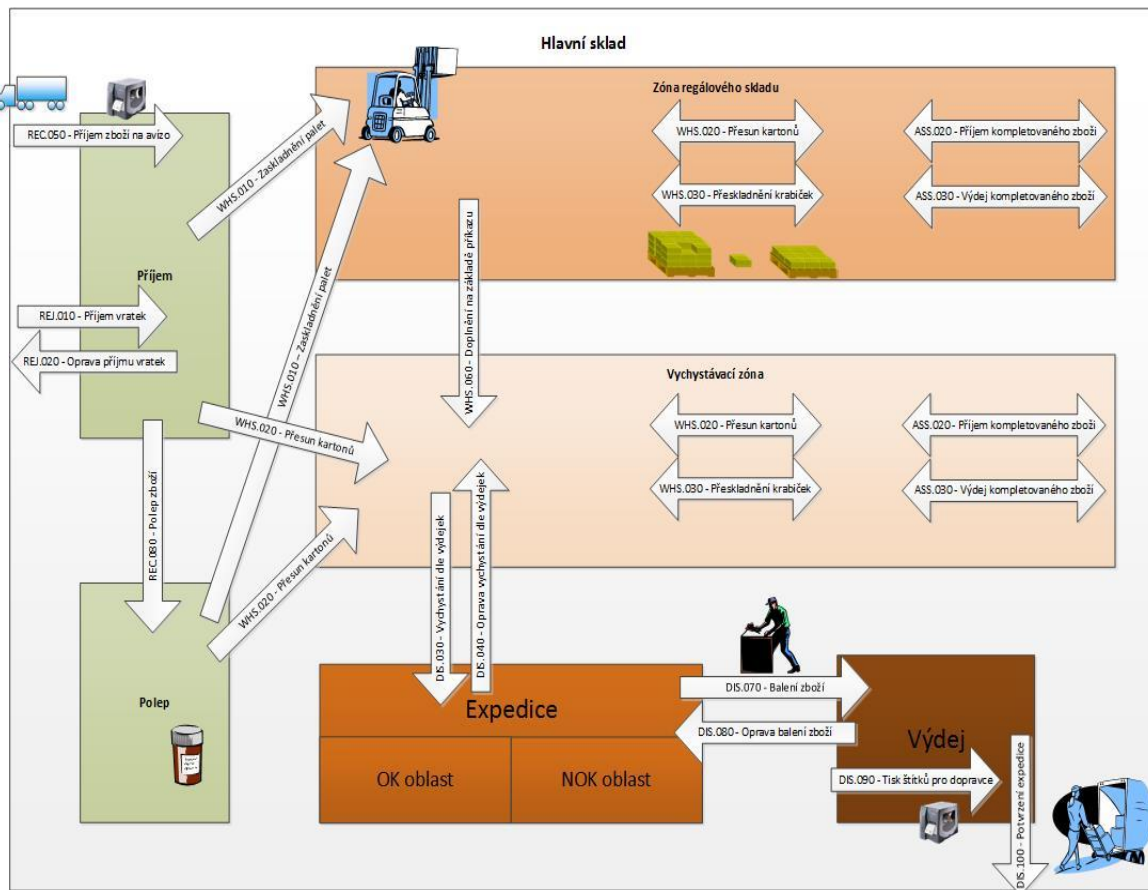 Hlavní sklad
Zóna regálového skladu
REC.050 - Příjem zboží na avízo
WHS.010 - Zaskladnění palet
WHS.020 - Přesun kartonů
ASS.020 - Příjem kompletovaného zboží
WHS.030 - Přeskladnění krabiček
ASS.030 - Výdej kompletovaného zboží
Příjem
REJ.010 - Příjem vratek
REJ.020 - Oprava příjmu vratek
WHS.010 – Zaskladnění palet
WHS.060 - Doplnění na základě příkazu
Vychystávací zóna
WHS.020 - Přesun kartonů
WHS.020 - Přesun kartonů
ASS.020 - Příjem kompletovaného zboží
WHS.030 - Přeskladnění krabiček
ASS.030 - Výdej kompletovaného zboží
REC.080 - Polep zboží
WHS.020 - Přesun kartonů
DIS.030 - Vychystání dle výdejek
DIS.040 - Oprava vychystání dle výdejek
Polep
Expedice
OK oblast
NOK oblast
DIS.070 - Balení zboží
DIS.080 - Oprava balení zboží
Výdej
DIS.090 - Tisk štítků pro dopravce
DIS.100 - Potvrzení expedice